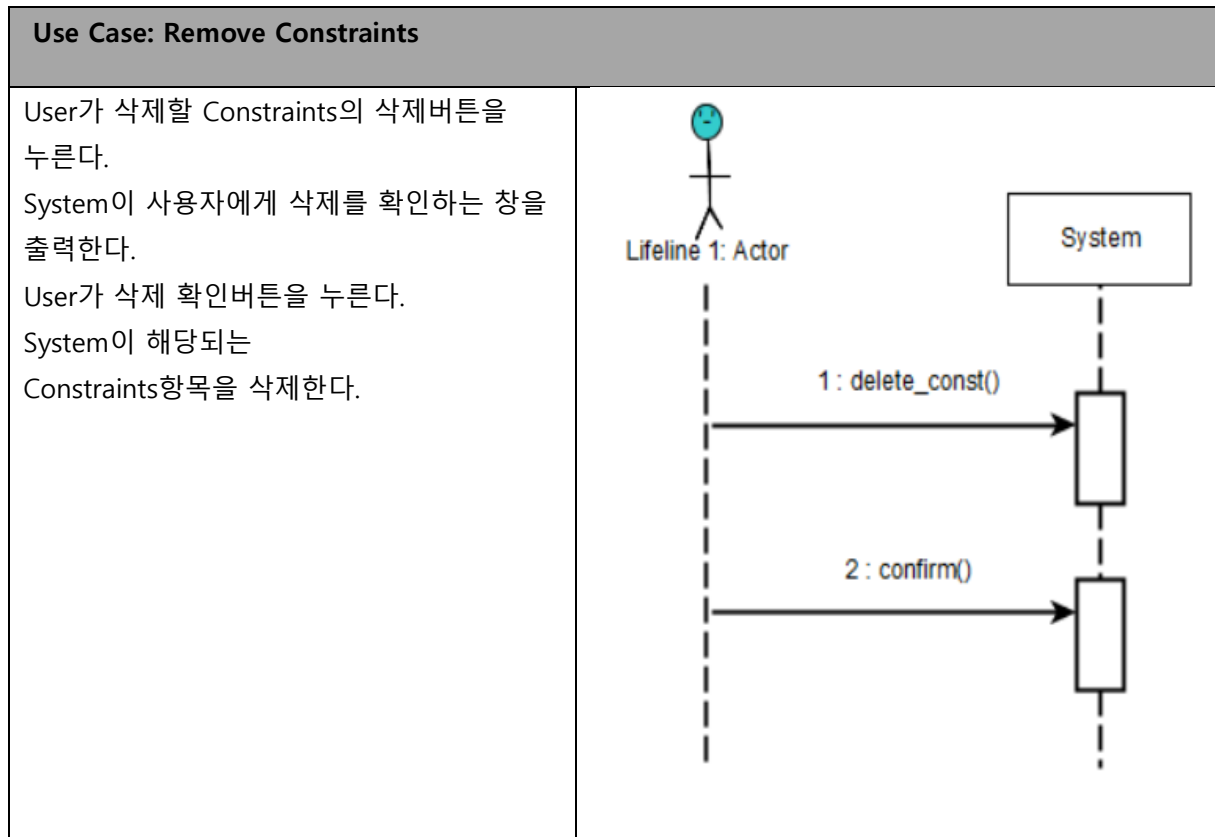 Use Case: Remove Constraints
User가 삭제할 Constraints의 삭제버튼을
누른다.
System이 사용자에게 삭제를 확인하는 창을
출력한다.
User가 삭제 확인버튼을 누른다.
System이 해당되는
Constraints항목을 삭제한다.
Lifeline 1: Actor
System
1 : delete_const()
2 : confirm()